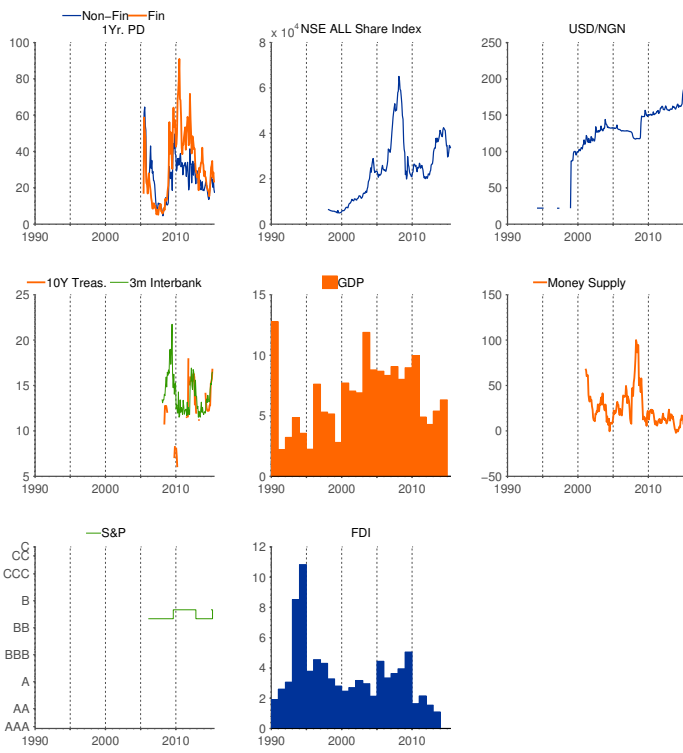 Non−Fin Fin
1Yr. PD
100
80
60
40
20
0
1990 2000 2010
x 10^4 NSE ALL Share Index
8
6
4
2
0
1990 2000 2010
USD/NGN
250
200
150
100
50
0
1990 2000 2010
10Y Treas. 3m Interbank
25
20
15
10
5
1990 2000 2010
GDP
15
10
5
0
1990 2000 2010
Money Supply
150
100
50
0
−50
1990 2000 2010
S&P
C
CC
CCC
B
BB
BBB
A
AA
AAA
1990 2000 2010
FDI
12
10
8
6
4
2
0
1990 2000 2010